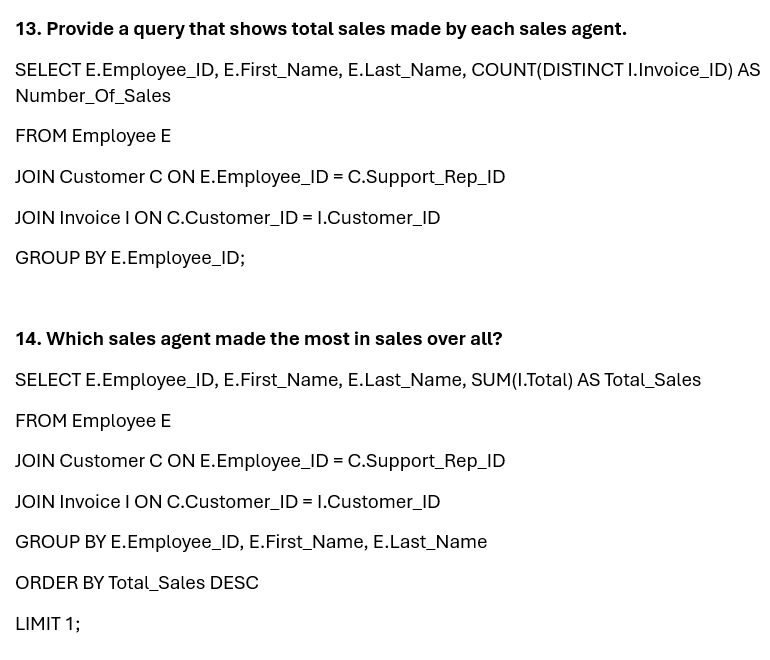 13. Provide a query that shows total sales made by each sales agent.
SELECT E.Employee_ID, E.First_Name, E.Last_Name, COUNT(DISTINCT I.Invoice_ID) AS
Number_Of_Sales
FROM Employee E
JOIN Customer C ON E.Employee_ID = C.Support_Rep_ID
JOIN Invoice I ON C.Customer_ID = I.Customer_ID
GROUP BY E.Employee_ID;
14. Which sales agent made the most in sales over all?
SELECT E.Employee_ID, E.First_Name, E.Last_Name, SUM(I.Total) AS Total_Sales
FROM Employee E
JOIN Customer C ON E.Employee_ID = C.Support_Rep_ID
JOIN Invoice I ON C.Customer_ID = I.Customer_ID
GROUP BY E.Employee_ID, E.First_Name, E.Last_Name
ORDER BY Total_Sales DESC
LIMIT 1;